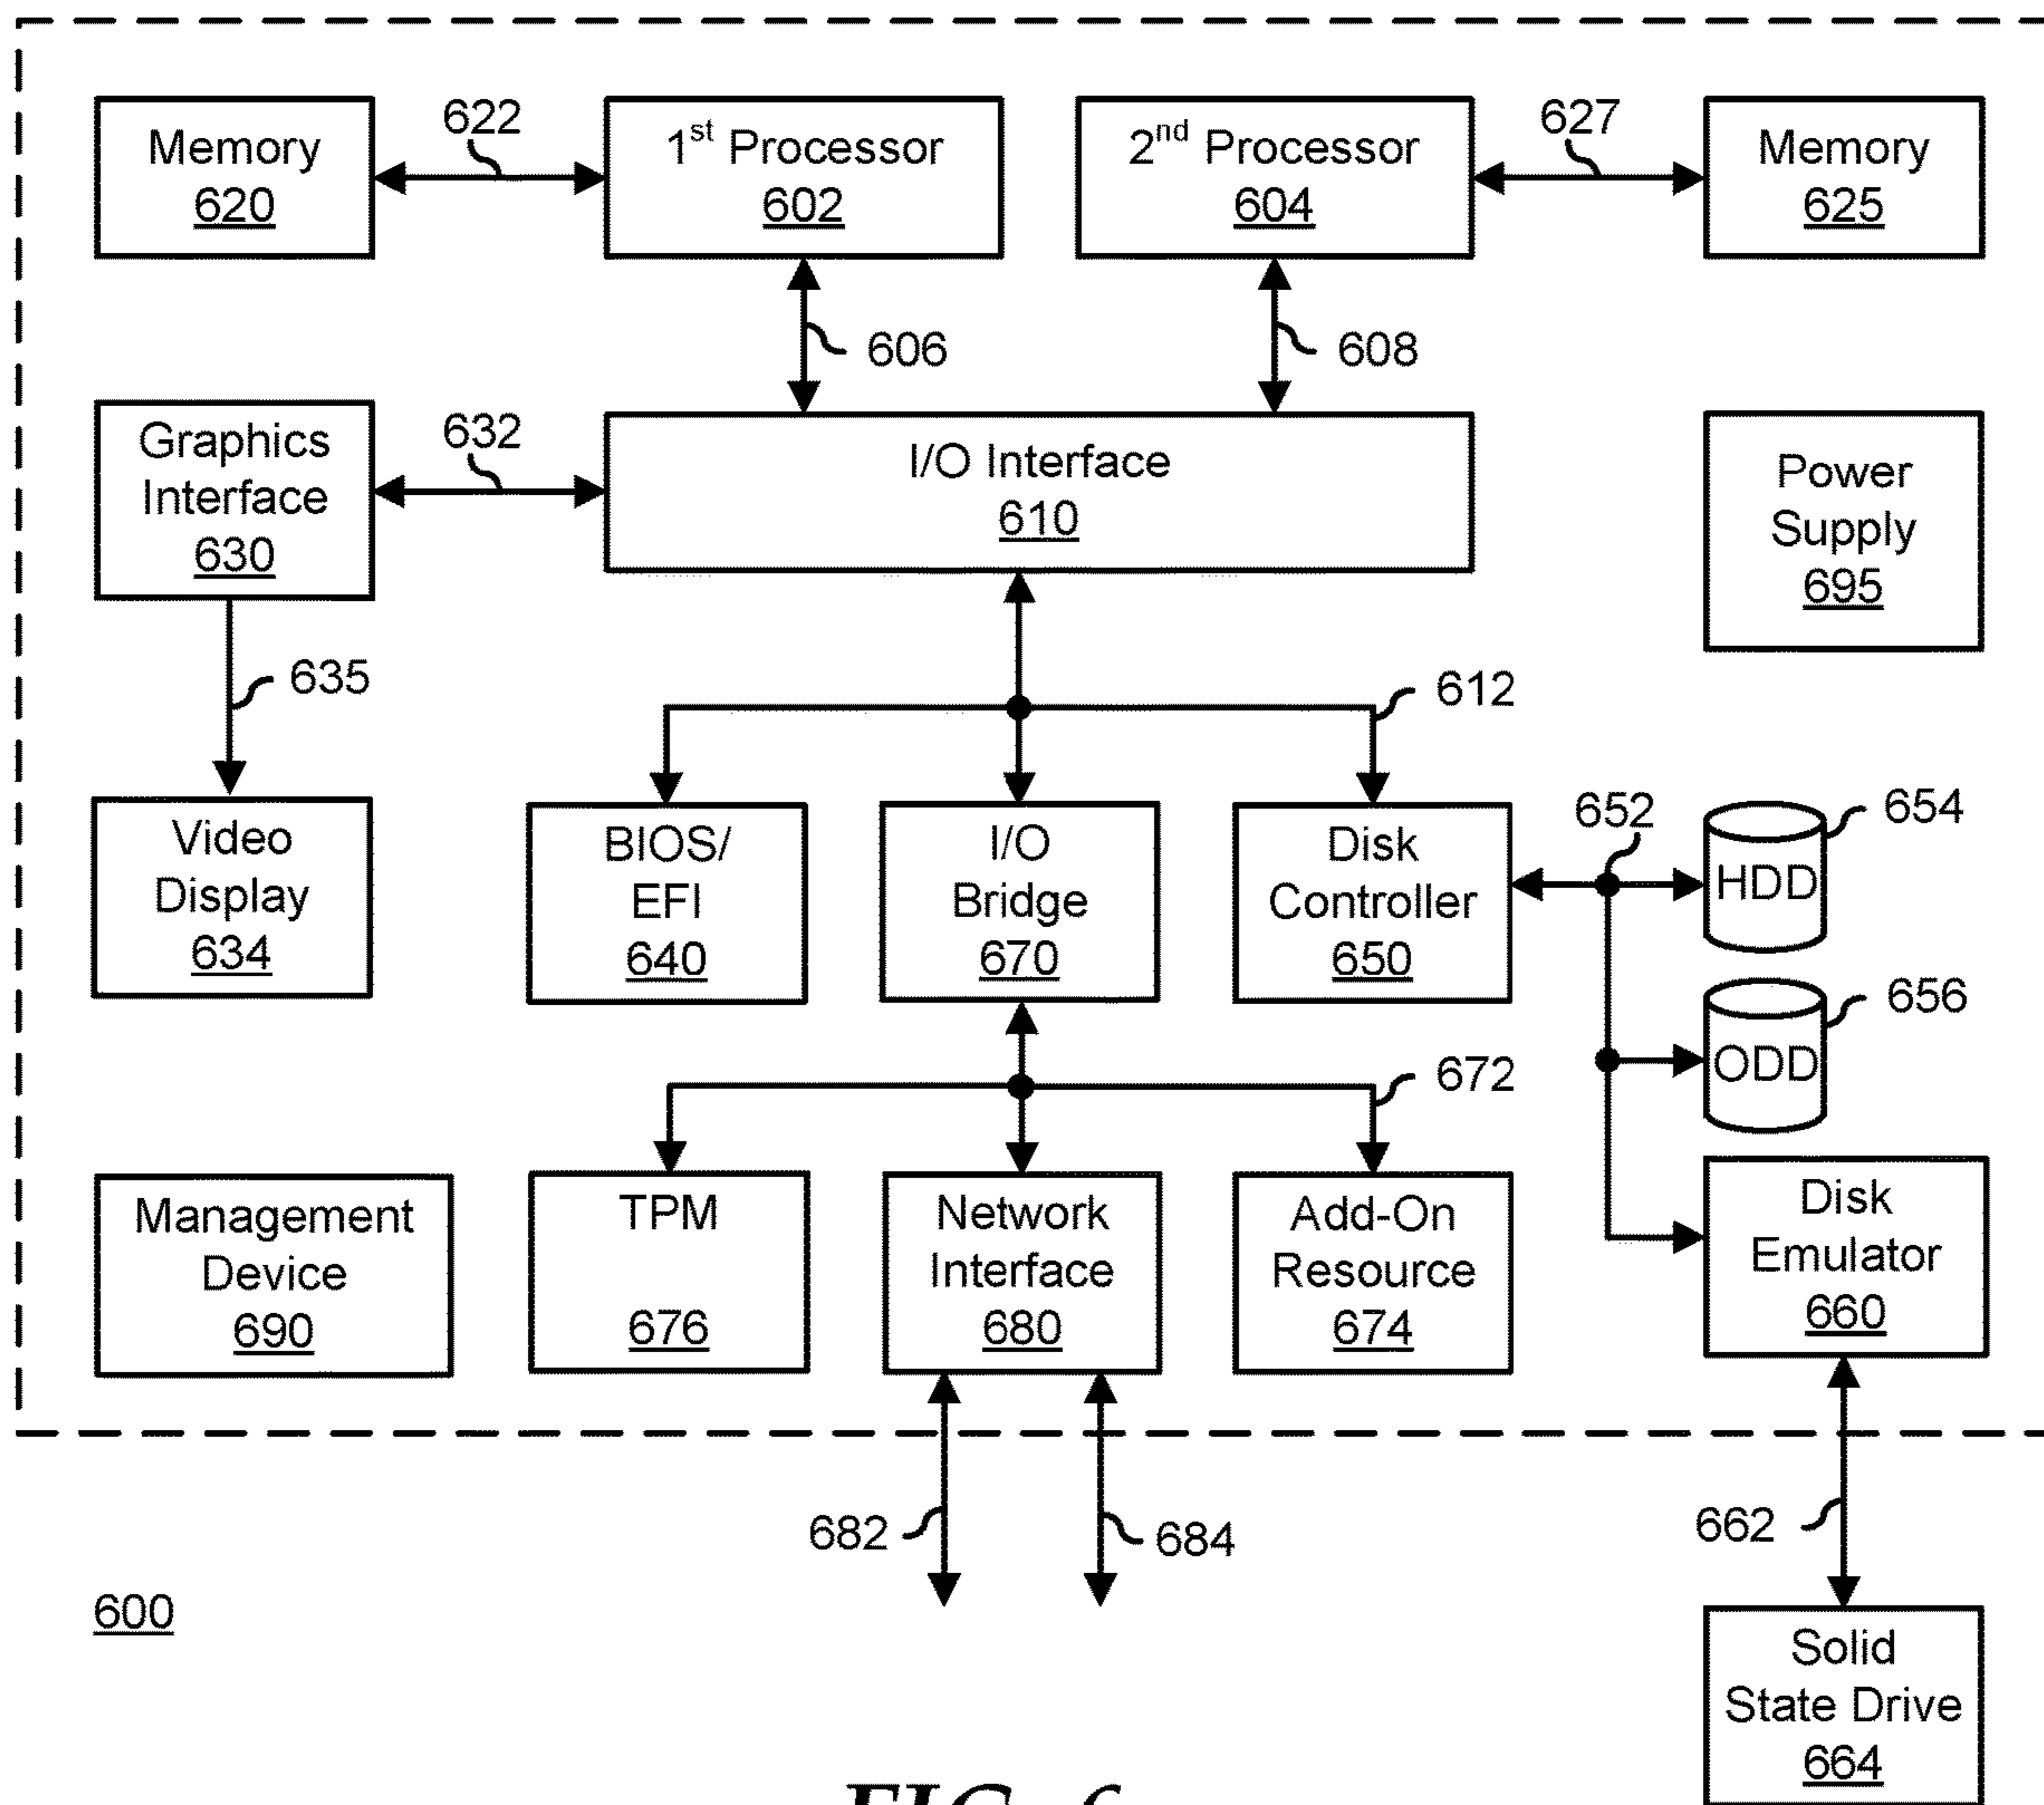 Memory
620
622
1st Processor
602
2nd Processor
604
627
Memory
625
606
608
Graphics
Interface
630
632
I/O Interface
610
Power
Supply
695
635
612
Video
Display
634
BIOS/
EFI
640
I/O
Bridge
670
Disk
Controller
650
652
654
HDD
656
ODD
672
Management
Device
690
TPM
676
Network
Interface
680
Add-On
Resource
674
Disk
Emulator
660
682
684
662
600
Solid
State Drive
664
FIG. 6